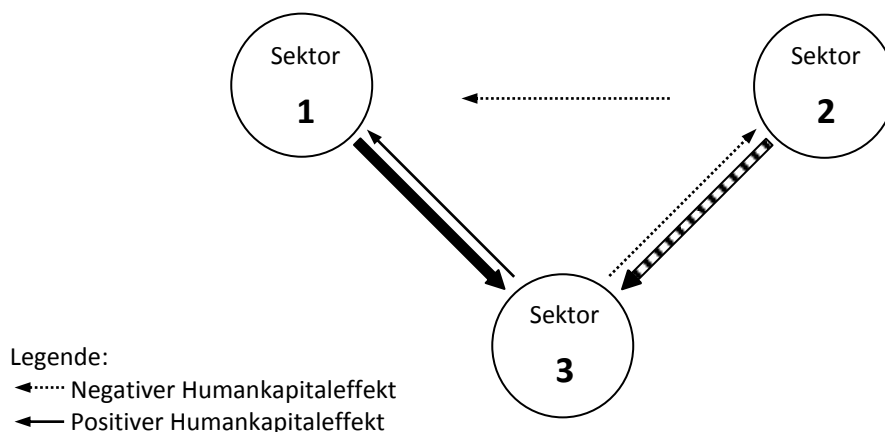 Sektor
1
Sektor
2
Sektor
3
Legende:
Negativer Humankapitaleffekt
Positiver Humankapitaleffekt